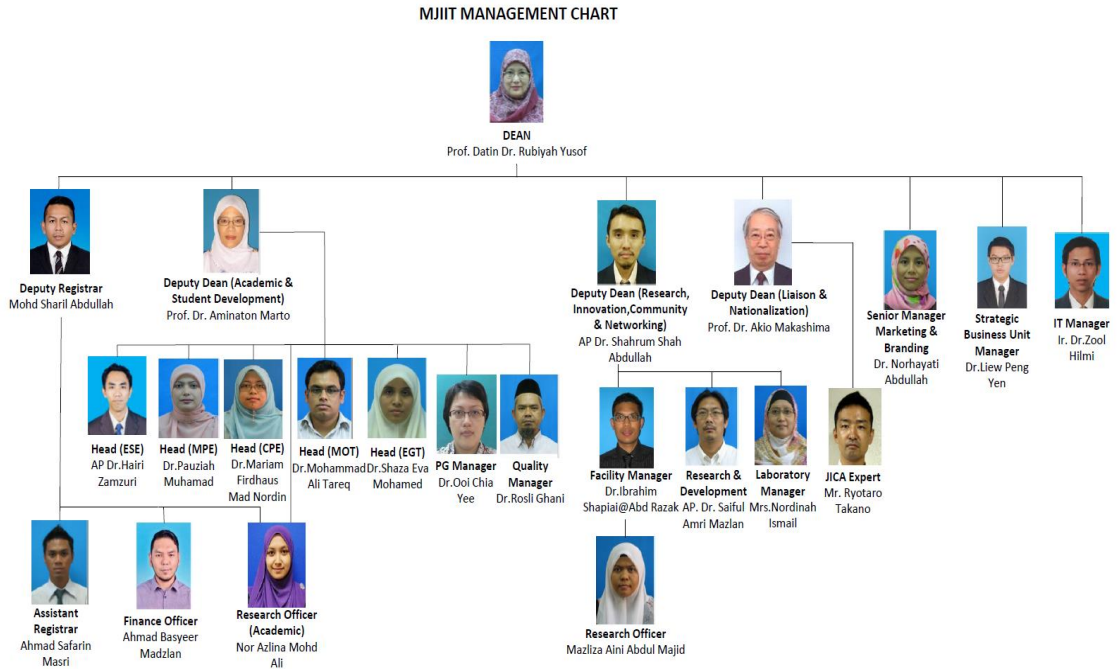 MJIIT MANAGEMENT CHART
DEAN
Prof. Datin Dr. Rubiyah Yusof
Deputy Registrar
Mohd Sharil Abdullah
Deputy Dean (Academic &
Student Development)
Prof. Dr. Aminaton Marto
Deputy Dean (Research,
Innovation,Community
& Networking)
AP Dr. Shahrum Shah
Abdullah
Deputy Dean (Liaison &
Nationalization)
Prof. Dr. Akio Makashima
Senior Manager
Marketing &
Branding
Dr. Norhayati
Abdullah
Strategic
Business Unit
Manager
Dr.Liew Peng
Yen
IT Manager
Ir. Dr.Zool
Hilmi
Head (ESE)
AP Dr.Hairi
Zamzuri
Head (MPE)
Dr.Pauziah
Muhamad
Head (CPE)
Dr.Mariam
Firdhaus
Mad Nordin
Head (MOT)
Dr.Mohammad
Ali Tareq
Head (EGT)
Dr.Shaza Eva
Mohamed
PG Manager
Dr.Ooi Chia
Yee
Quality
Manager
Dr.Rosli Ghani
Facility Manager
Dr.Ibrahim
Shapiai@Abd Razak
Research &
Development
AP. Dr. Saiful
Amri Mazlan
Laboratory
Manager
Mrs.Nordinah
Ismail
JICA Expert
Mr. Ryotaro
Takano
Assistant
Registrar
Ahmad Safarin
Masri
Finance Officer
Ahmad Basyeer
Madzlan
Research Officer
(Academic)
Nor Azlina Mohd
Ali
Research Officer
Mazliza Aini Abdul Majid